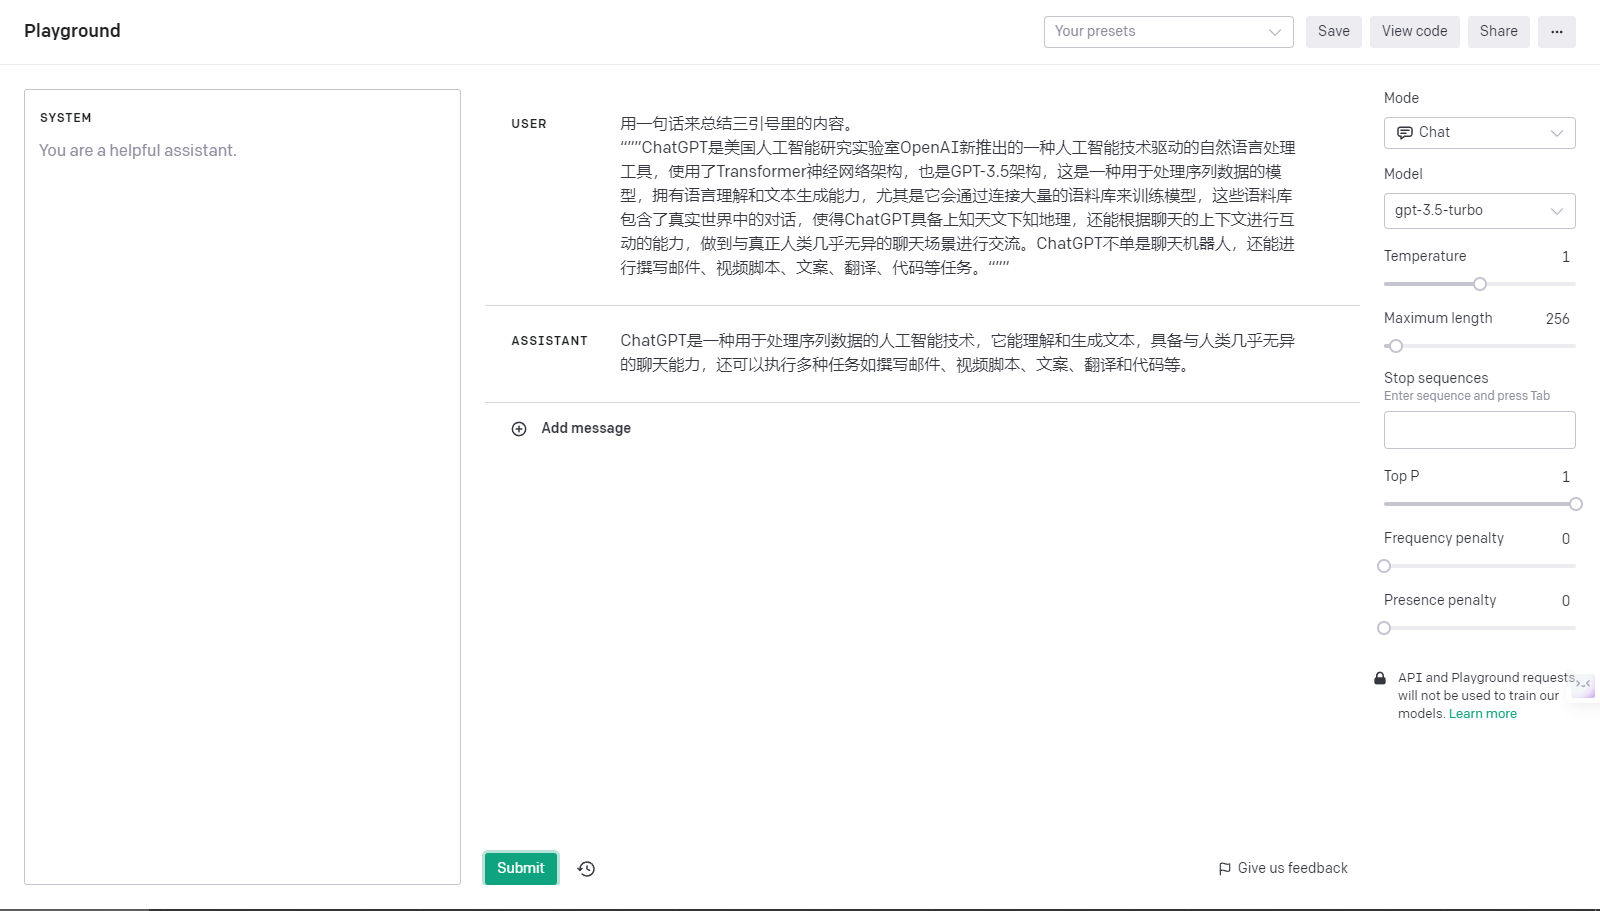 Playground
Your presets
Save
View code
Share
···
SYSTEM
You are a helpful assistant.
USER
用一句话来总结三引号里的内容。
“””ChatGPT是美国人工智能研究实验室OpenAI新推出的一种人工智能技术驱动的自然语言处理
工具，使用了Transformer神经网络架构，也是GPT-3.5架构，这是一种用于处理序列数据的模
型，拥有语言理解和文本生成能力，尤其是它会通过连接大量的语料库来训练模型，这些语料库
包含了真实世界中的对话，使得ChatGPT具备上知天文下知地理，还能根据聊天的上下文进行互
动的能力，做到与真正人类几乎无异的聊天场景进行交流。ChatGPT不单是聊天机器人，还能进
行撰写邮件、视频脚本、文案、翻译、代码等任务。“””
ASSISTANT
ChatGPT是一种用于处理序列数据的人工智能技术，它能理解和生成文本，具备与人类几乎无异
的聊天能力，还可以执行多种任务如撰写邮件、视频脚本、文案、翻译和代码等。
Add message
Submit
Give us feedback
Mode
Chat
Model
gpt-3.5-turbo
Temperature 1
Maximum length 256
Stop sequences
Enter sequence and press Tab
Top P 1
Frequency penalty 0
Presence penalty 0
API and Playground requests
will not be used to train our
models. Learn more